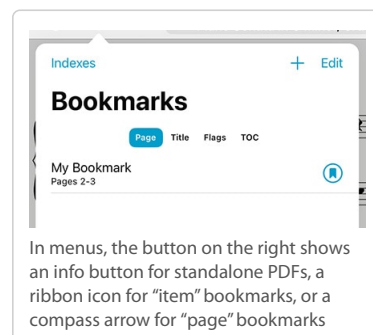 Indexes + Edit
Bookmarks
Page Title Flags TOC
My Bookmark
Pages 2-3
In menus, the button on the right shows
an info button for standalone PDFs, a
ribbon icon for “item” bookmarks, or a
compass arrow for “page” bookmarks